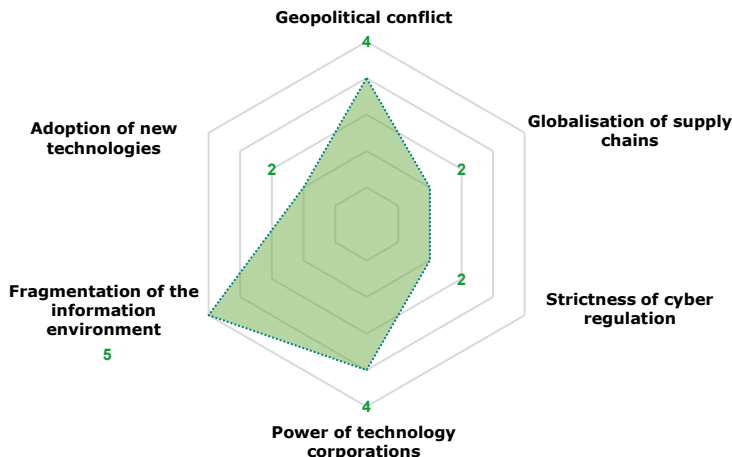 Geopolitical conflict
4
Adoption of new
technologies
Globalisation of supply
chains
2
2
Fragmentation of the
information
environment
5
2
Strictness of cyber
regulation
4
Power of technology
corporations